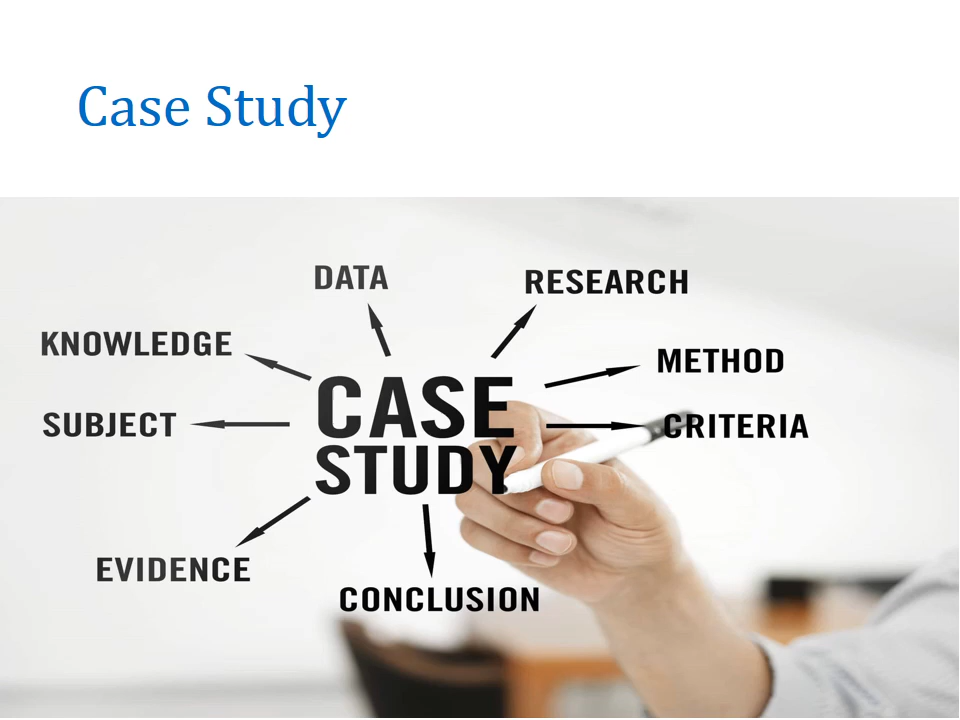 Case Study
DATA
RESEARCH
KNOWLEDGE
METHOD
CASE
STUDY
SUBJECT
CRITERIA
EVIDENCE
CONCLUSION